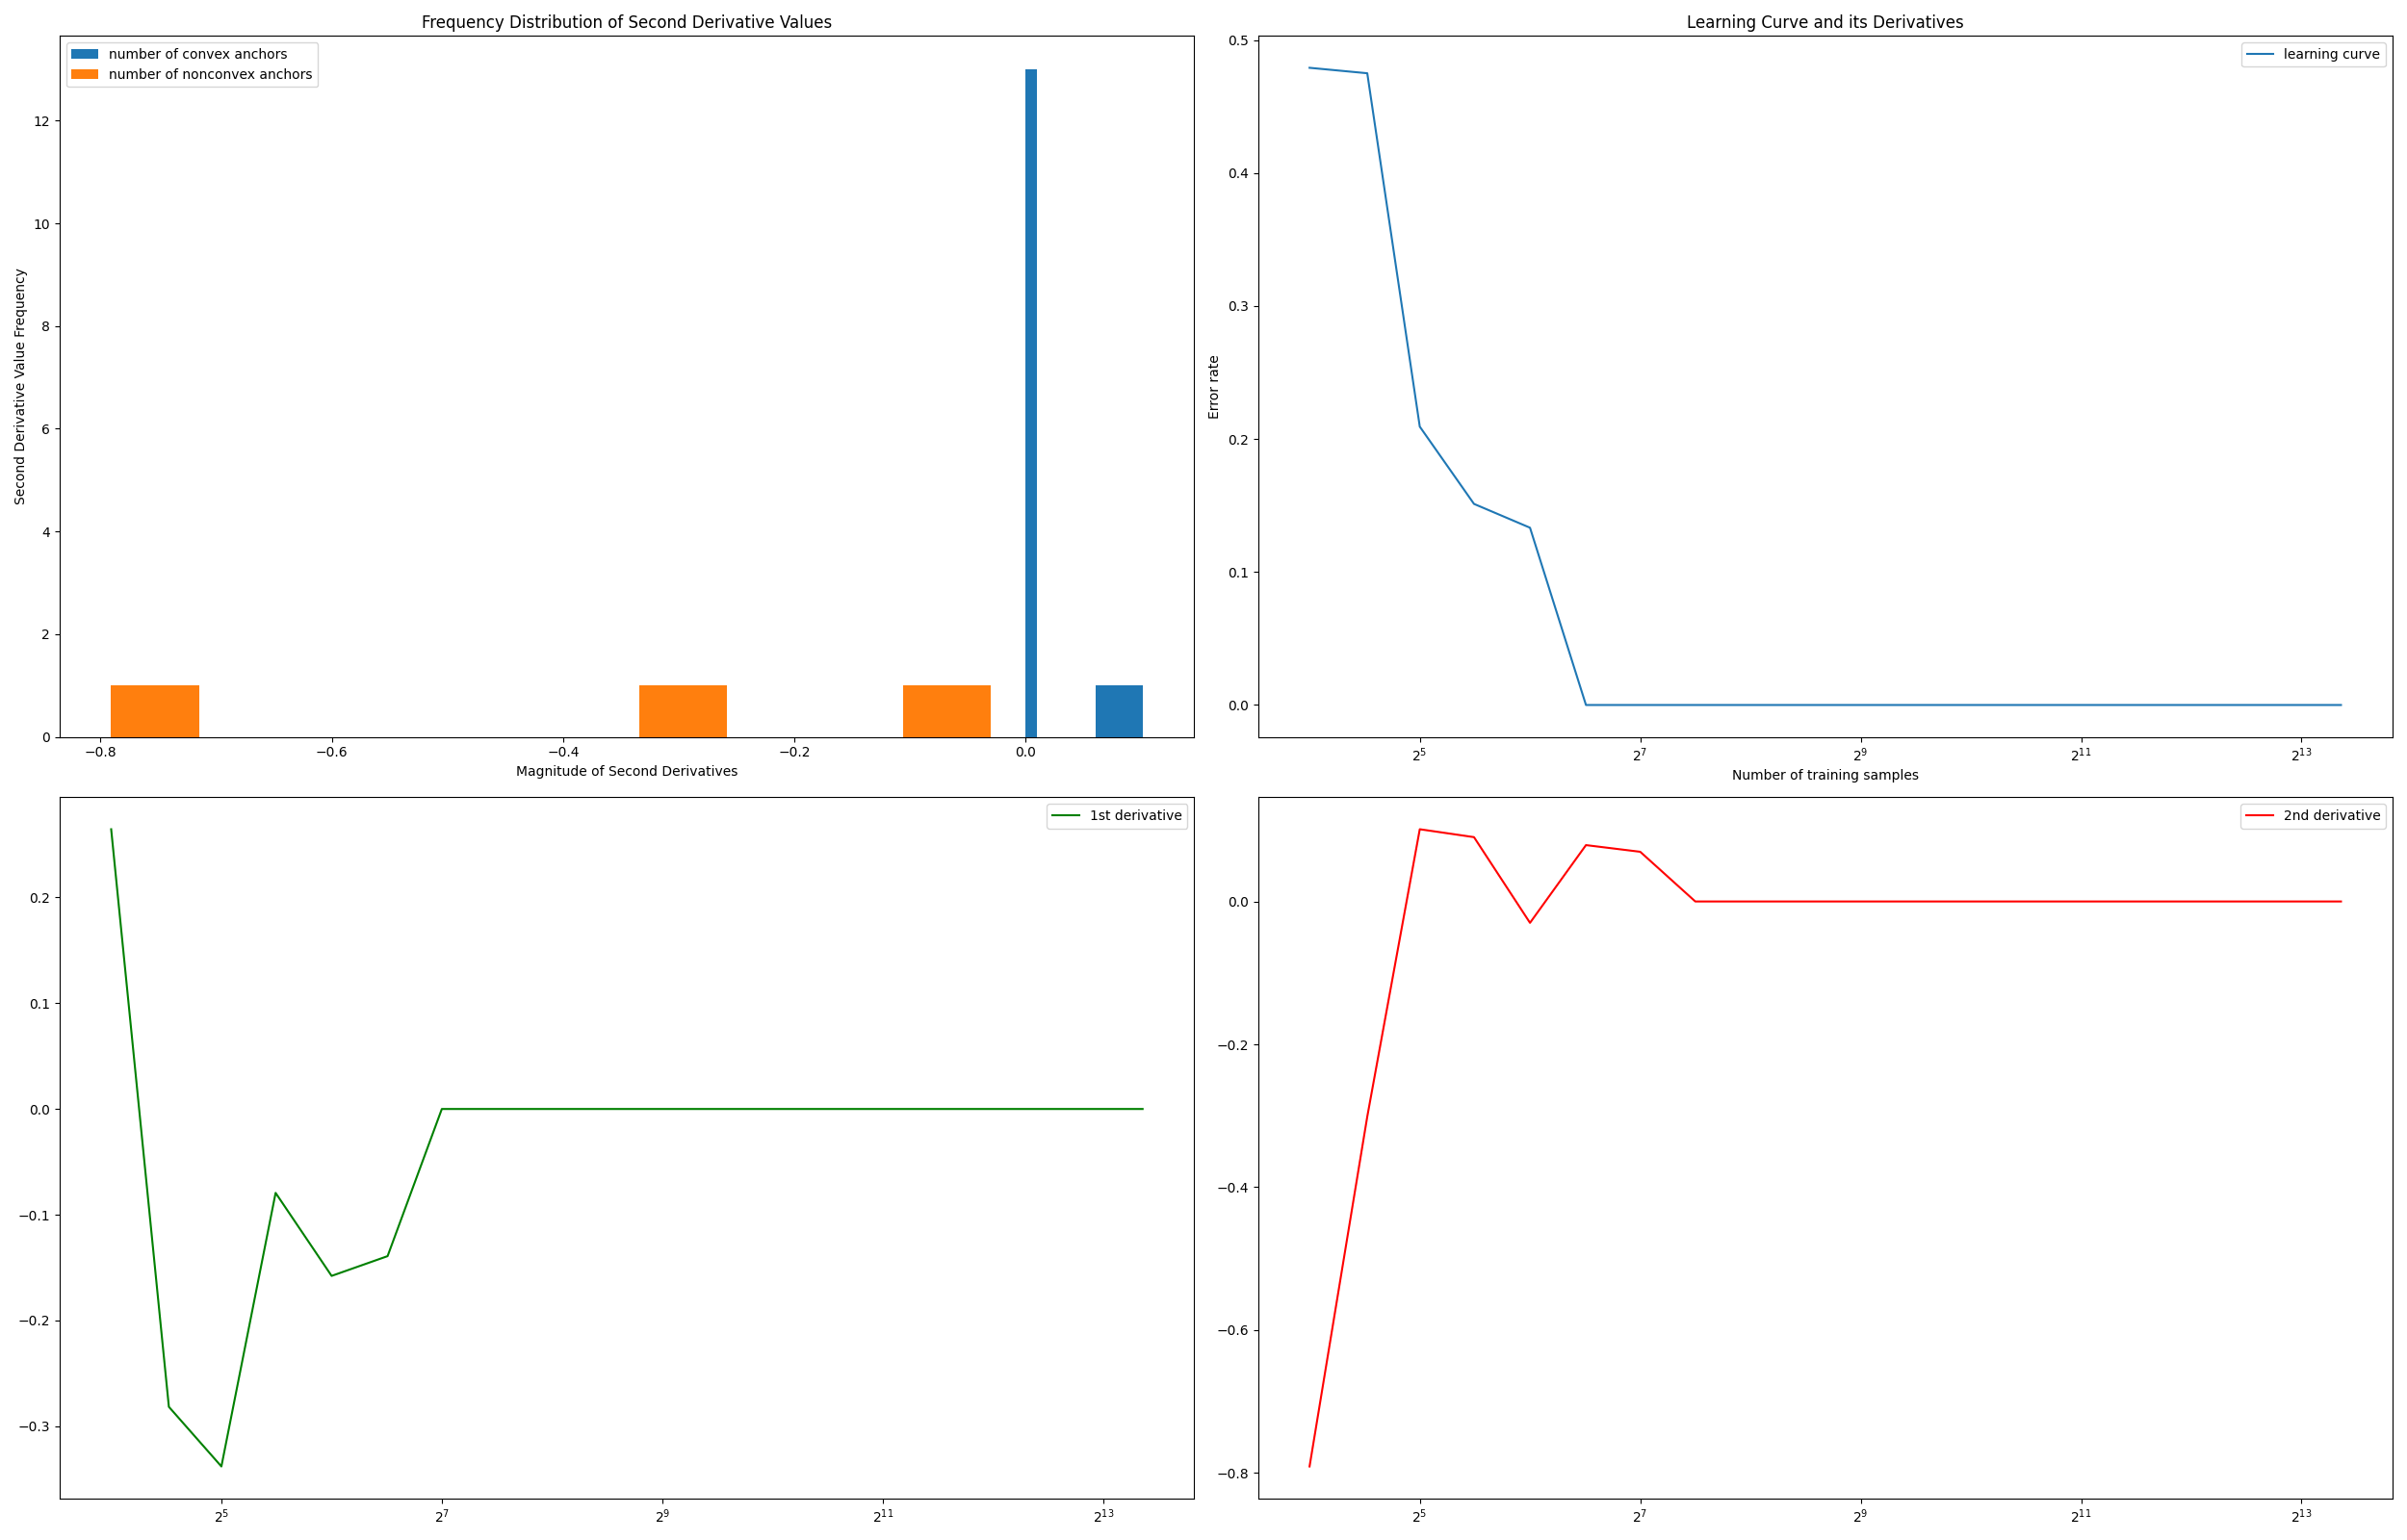 Frequency Distribution of Second Derivative Values
number of convex anchors
number of nonconvex anchors
Second Derivative Value Frequency
12
10
8
6
4
2
0
−0.8 −0.6 −0.4 −0.2 0.0
Magnitude of Second Derivatives
Learning Curve and its Derivatives
learning curve
Error rate
0.5
0.4
0.3
0.2
0.1
0.0
2^5 2^7 2^9 2^11 2^13
Number of training samples
1st derivative
0.2
0.1
0.0
−0.1
−0.2
−0.3
2^5 2^7 2^9 2^11 2^13
2nd derivative
0.0
−0.2
−0.4
−0.6
−0.8
2^5 2^7 2^9 2^11 2^13